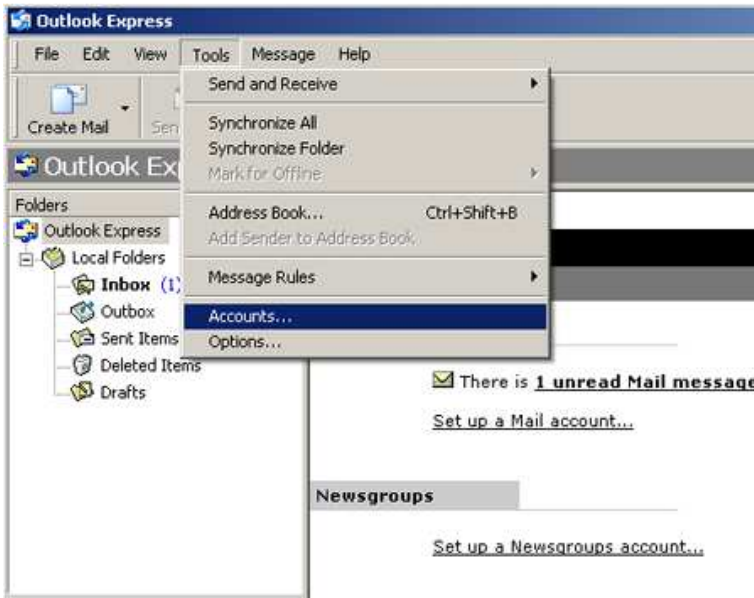 Outlook Express
File Edit View Tools Message Help
Send and Receive
Create Mail Sen
Synchronize All
Synchronize Folder
Mark for Offline
Outlook Ex
Folders
Address Book... Ctrl+Shift+B
Outlook Express
Add Sender to Address Book
Local Folders
Message Rules
Inbox (1)
Outbox
Accounts...
Sent Items
Options...
Deleted Items
Drafts
There is 1 unread Mail message
Set up a Mail account...
Newsgroups
Set up a Newsgroups account...